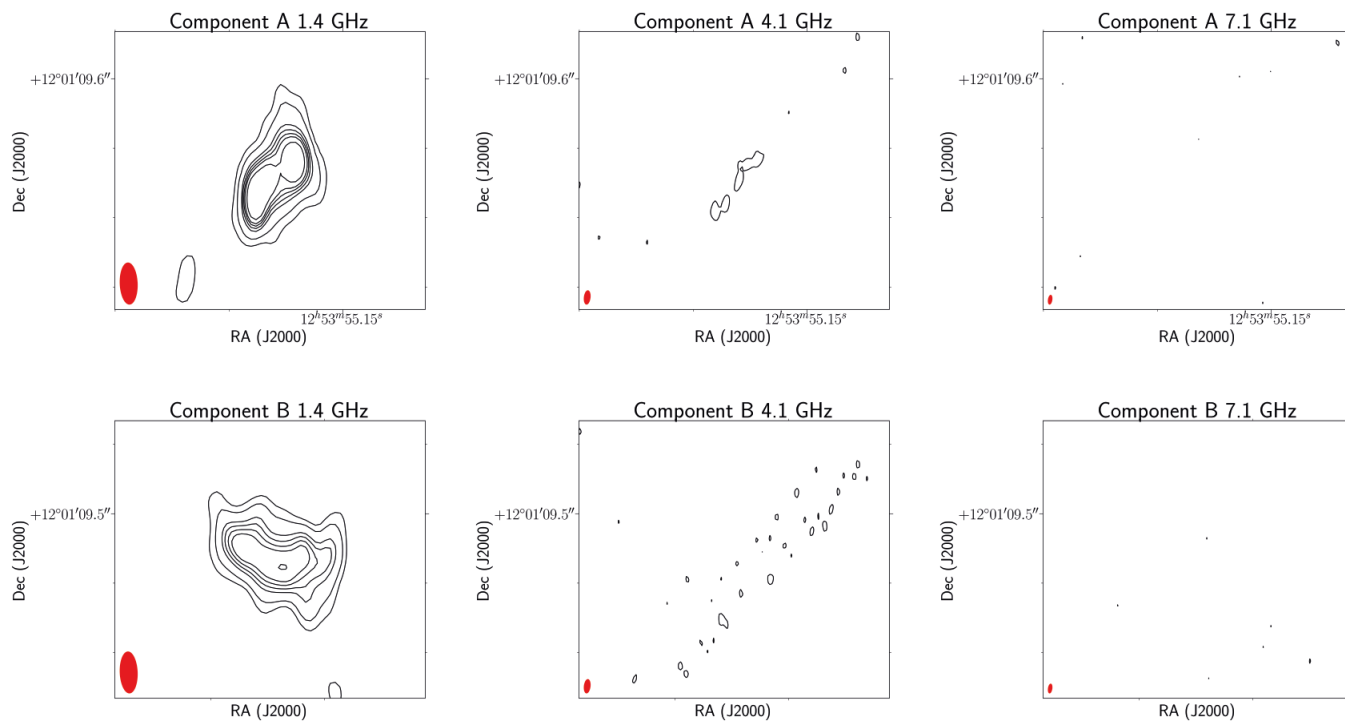 Component A 1.4 GHz
+12°01′09.6″
Dec (J2000)
12ʰ53ᵐ55.15ˢ
RA (J2000)
Component A 4.1 GHz
+12°01′09.6″
Dec (J2000)
12ʰ53ᵐ55.15ˢ
RA (J2000)
Component A 7.1 GHz
+12°01′09.6″
Dec (J2000)
12ʰ53ᵐ55.15ˢ
RA (J2000)
Component B 1.4 GHz
+12°01′09.5″
Dec (J2000)
RA (J2000)
Component B 4.1 GHz
+12°01′09.5″
Dec (J2000)
RA (J2000)
Component B 7.1 GHz
+12°01′09.5″
Dec (J2000)
RA (J2000)